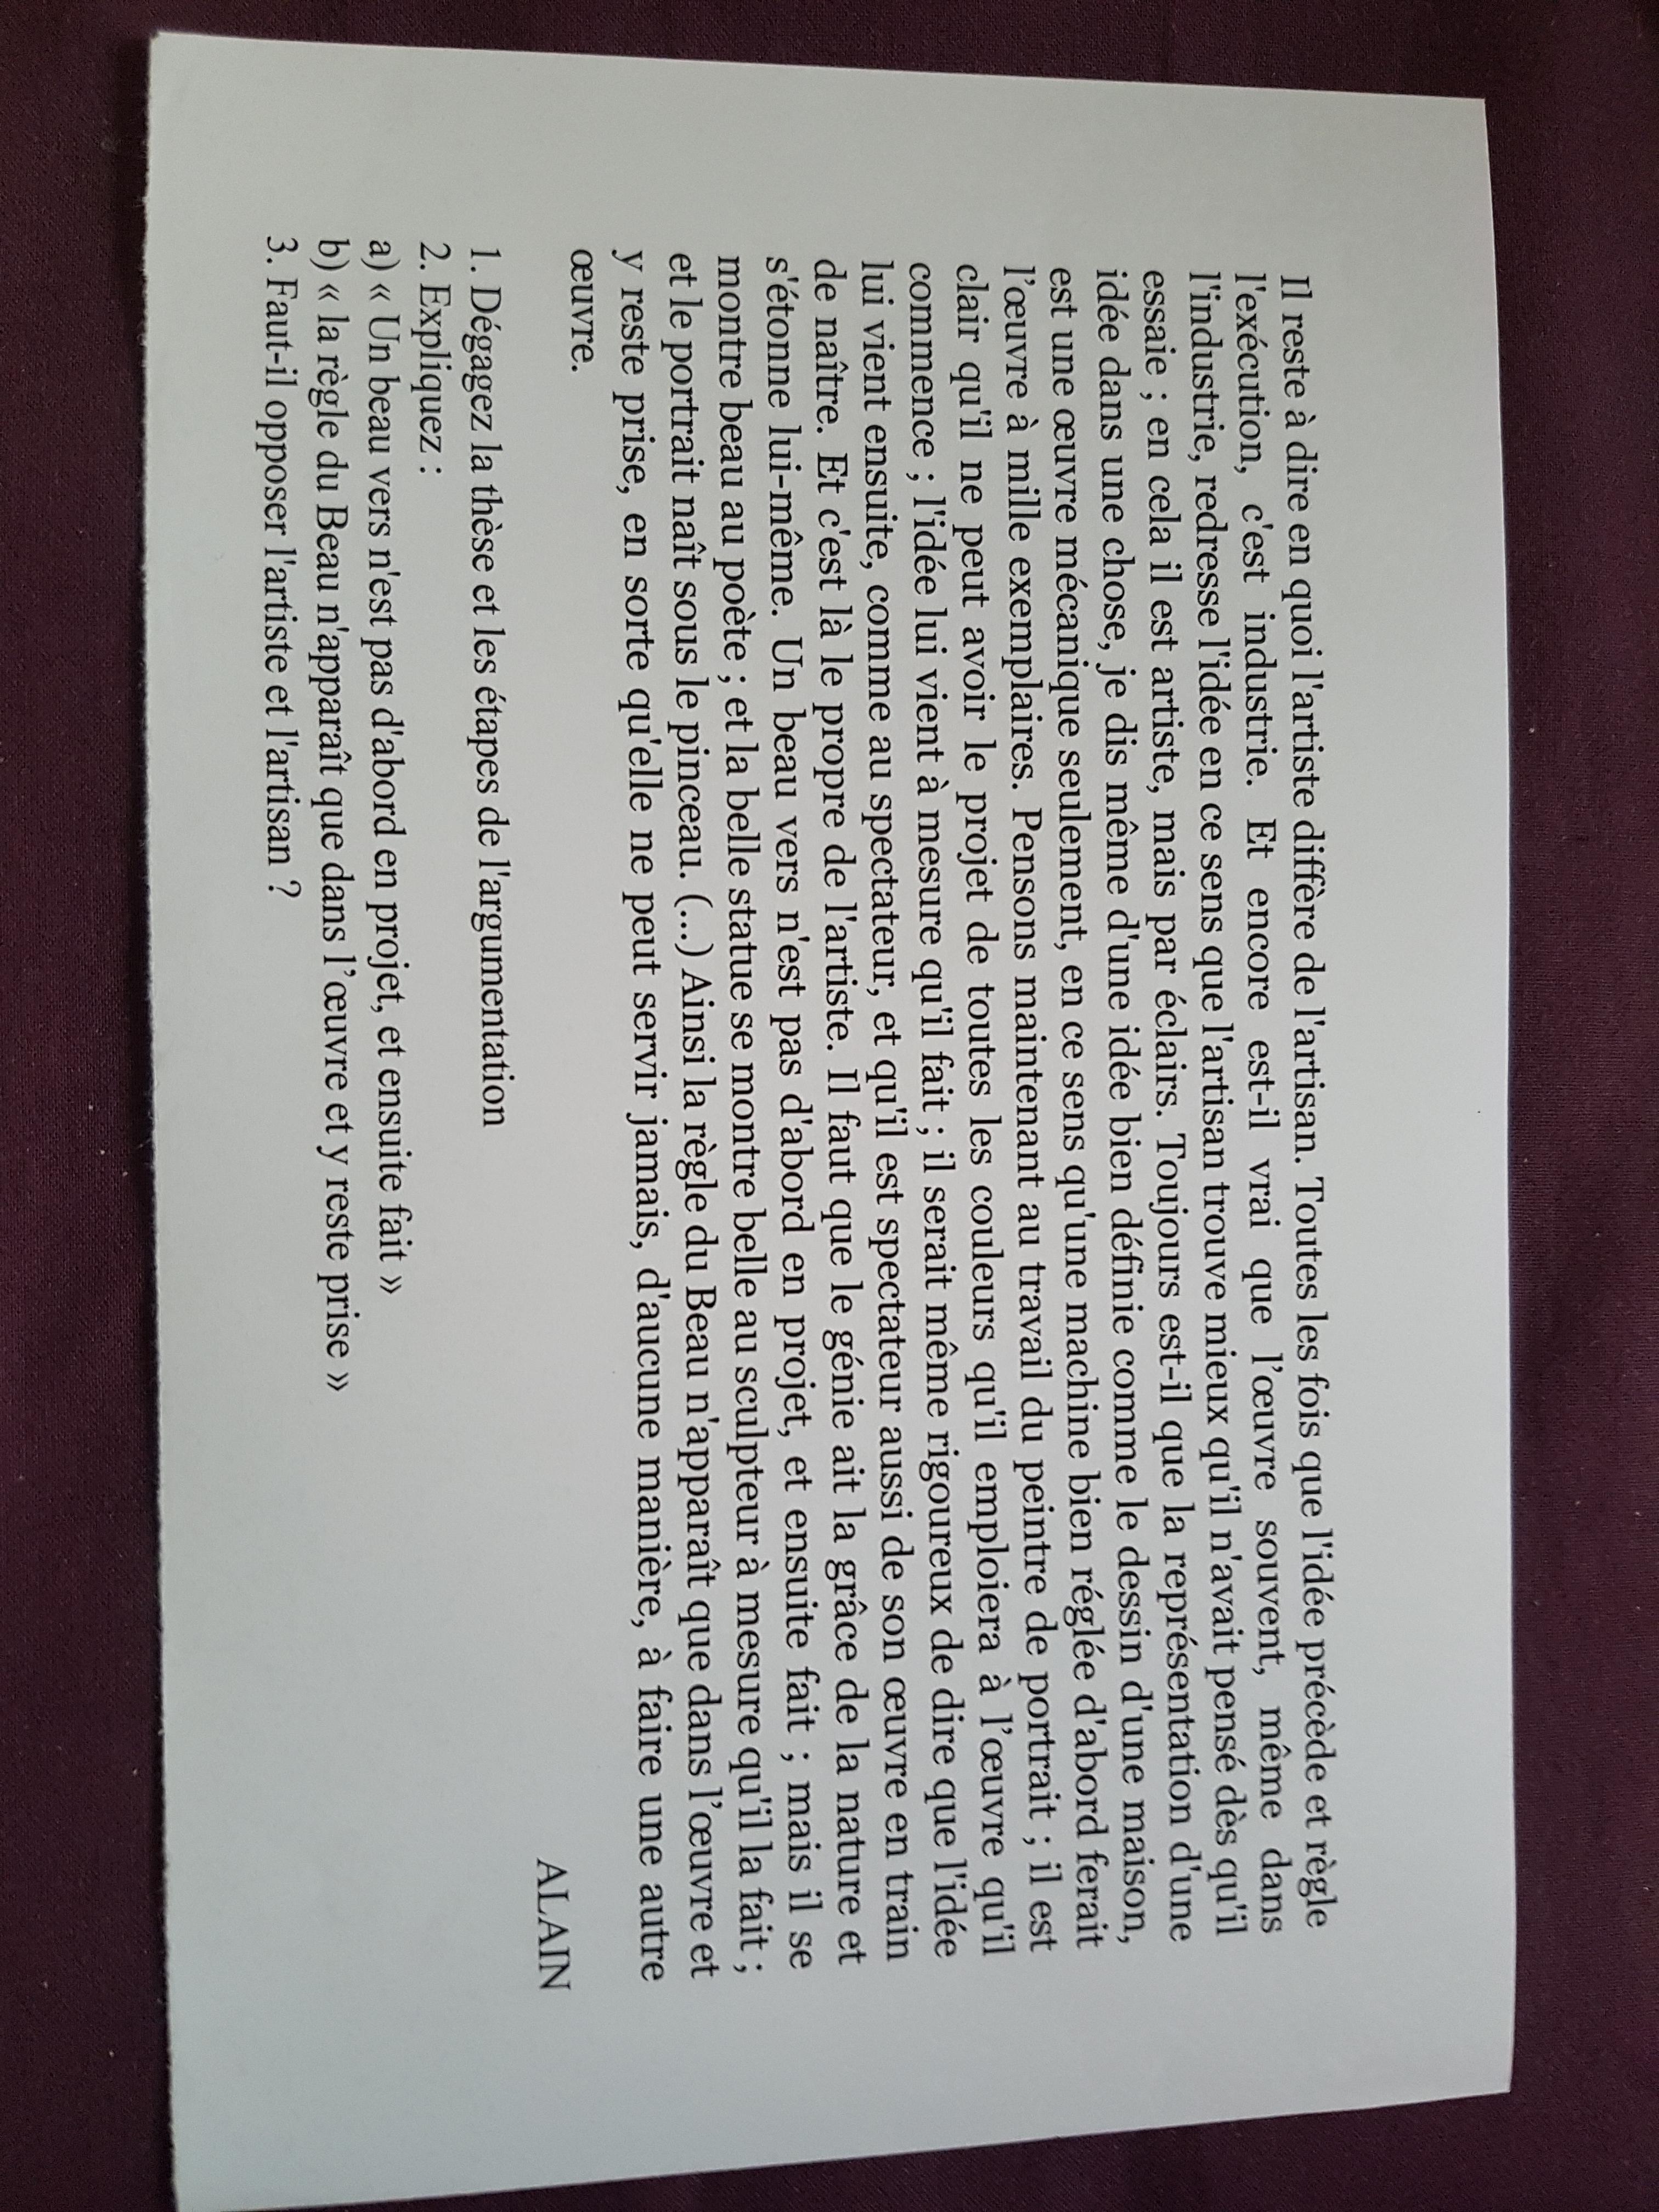 Il reste à dire en quoi l'artiste diffère de l'artisan. Toutes les fois que l'idée précède et règle
l'exécution, c'est industrie. Et encore est-il vrai que l'œuvre souvent, même dans
l'industrie, redresse l'idée en ce sens que l'artisan trouve mieux qu'il n'avait pensé dès qu'il
essaie ; en cela il est artiste, mais par éclairs. Toujours est-il que la représentation d'une
idée dans une chose, je dis même d'une idée bien définie comme le dessin d'une maison,
est une œuvre mécanique seulement, en ce sens qu'une machine bien réglée d'abord ferait
l'œuvre à mille exemplaires. Pensons maintenant au travail du peintre de portrait ; il est
clair qu'il ne peut avoir le projet de toutes les couleurs qu'il emploiera à l'œuvre qu'il
commence ; l'idée lui vient à mesure qu'il fait ; il serait même rigoureux de dire que l'idée
lui vient ensuite, comme au spectateur, et qu'il est spectateur aussi de son œuvre en train
de naître. Et c'est là le propre de l'artiste. Il faut que le génie ait la grâce de la nature et
s'étonne lui-même. Un beau vers n'est pas d'abord en projet, et ensuite fait ; mais il se
montre beau au poète ; et la belle statue se montre belle au sculpteur à mesure qu'il la fait ;
et le portrait naît sous le pinceau. (...) Ainsi la règle du Beau n'apparaît que dans l'œuvre et
y reste prise, en sorte qu'elle ne peut servir jamais, d'aucune manière, à faire une autre
œuvre.
ALAIN
1. Dégagez la thèse et les étapes de l'argumentation
2. Expliquez :
a) « Un beau vers n'est pas d'abord en projet, et ensuite fait »
b) « la règle du Beau n'apparaît que dans l'œuvre et y reste prise »
3. Faut-il opposer l'artiste et l'artisan ?